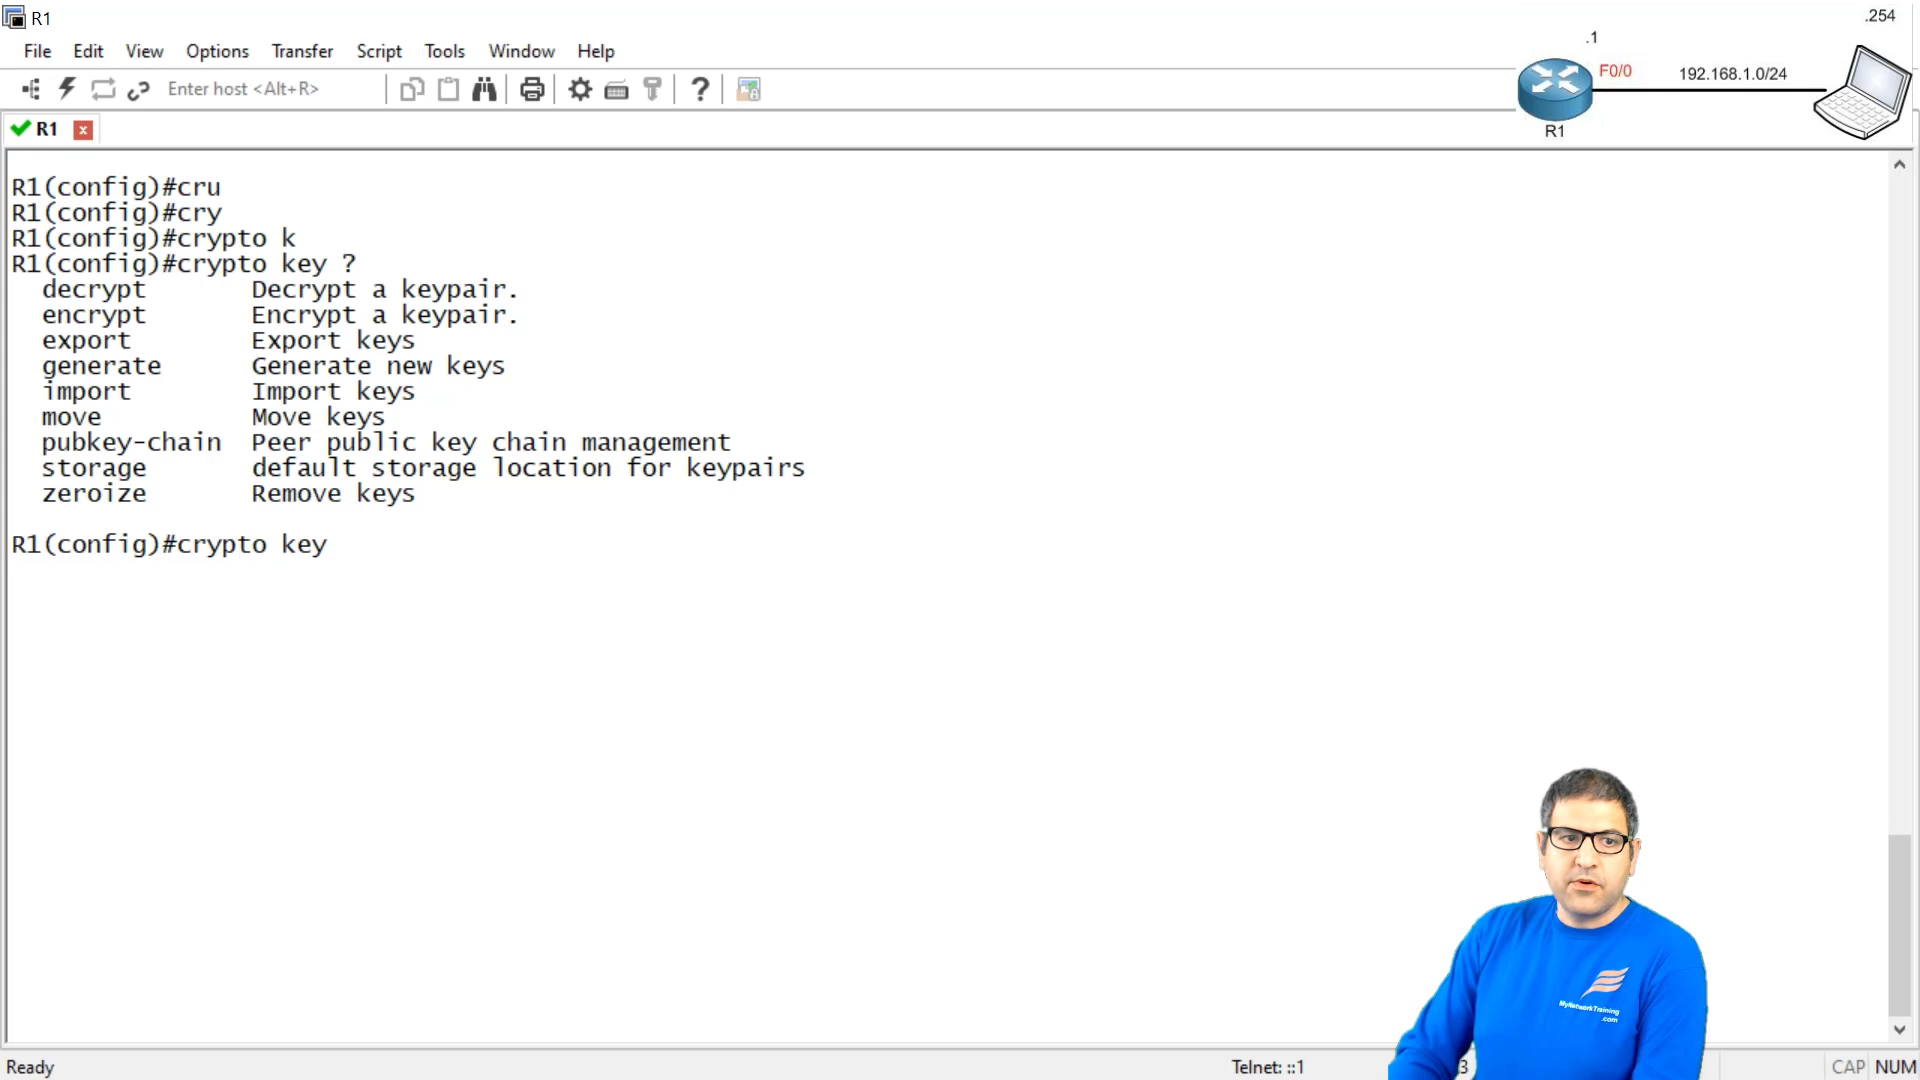 R1
File Edit View Options Transfer Script Tools Window Help
Enter host <Alt+R>
R1
.254
.1
F0/0
192.168.1.0/24
R1
R1(config)#cru
R1(config)#cry
R1(config)#crypto k
R1(config)#crypto key ?
decrypt Decrypt a keypair.
encrypt Encrypt a keypair.
export Export keys
generate Generate new keys
import Import keys
move Move keys
pubkey-chain Peer public key chain management
storage default storage location for keypairs
zeroize Remove keys
R1(config)#crypto key
MyNetworkTraining
.com
Ready Telnet: ::1 3 CAP NUM